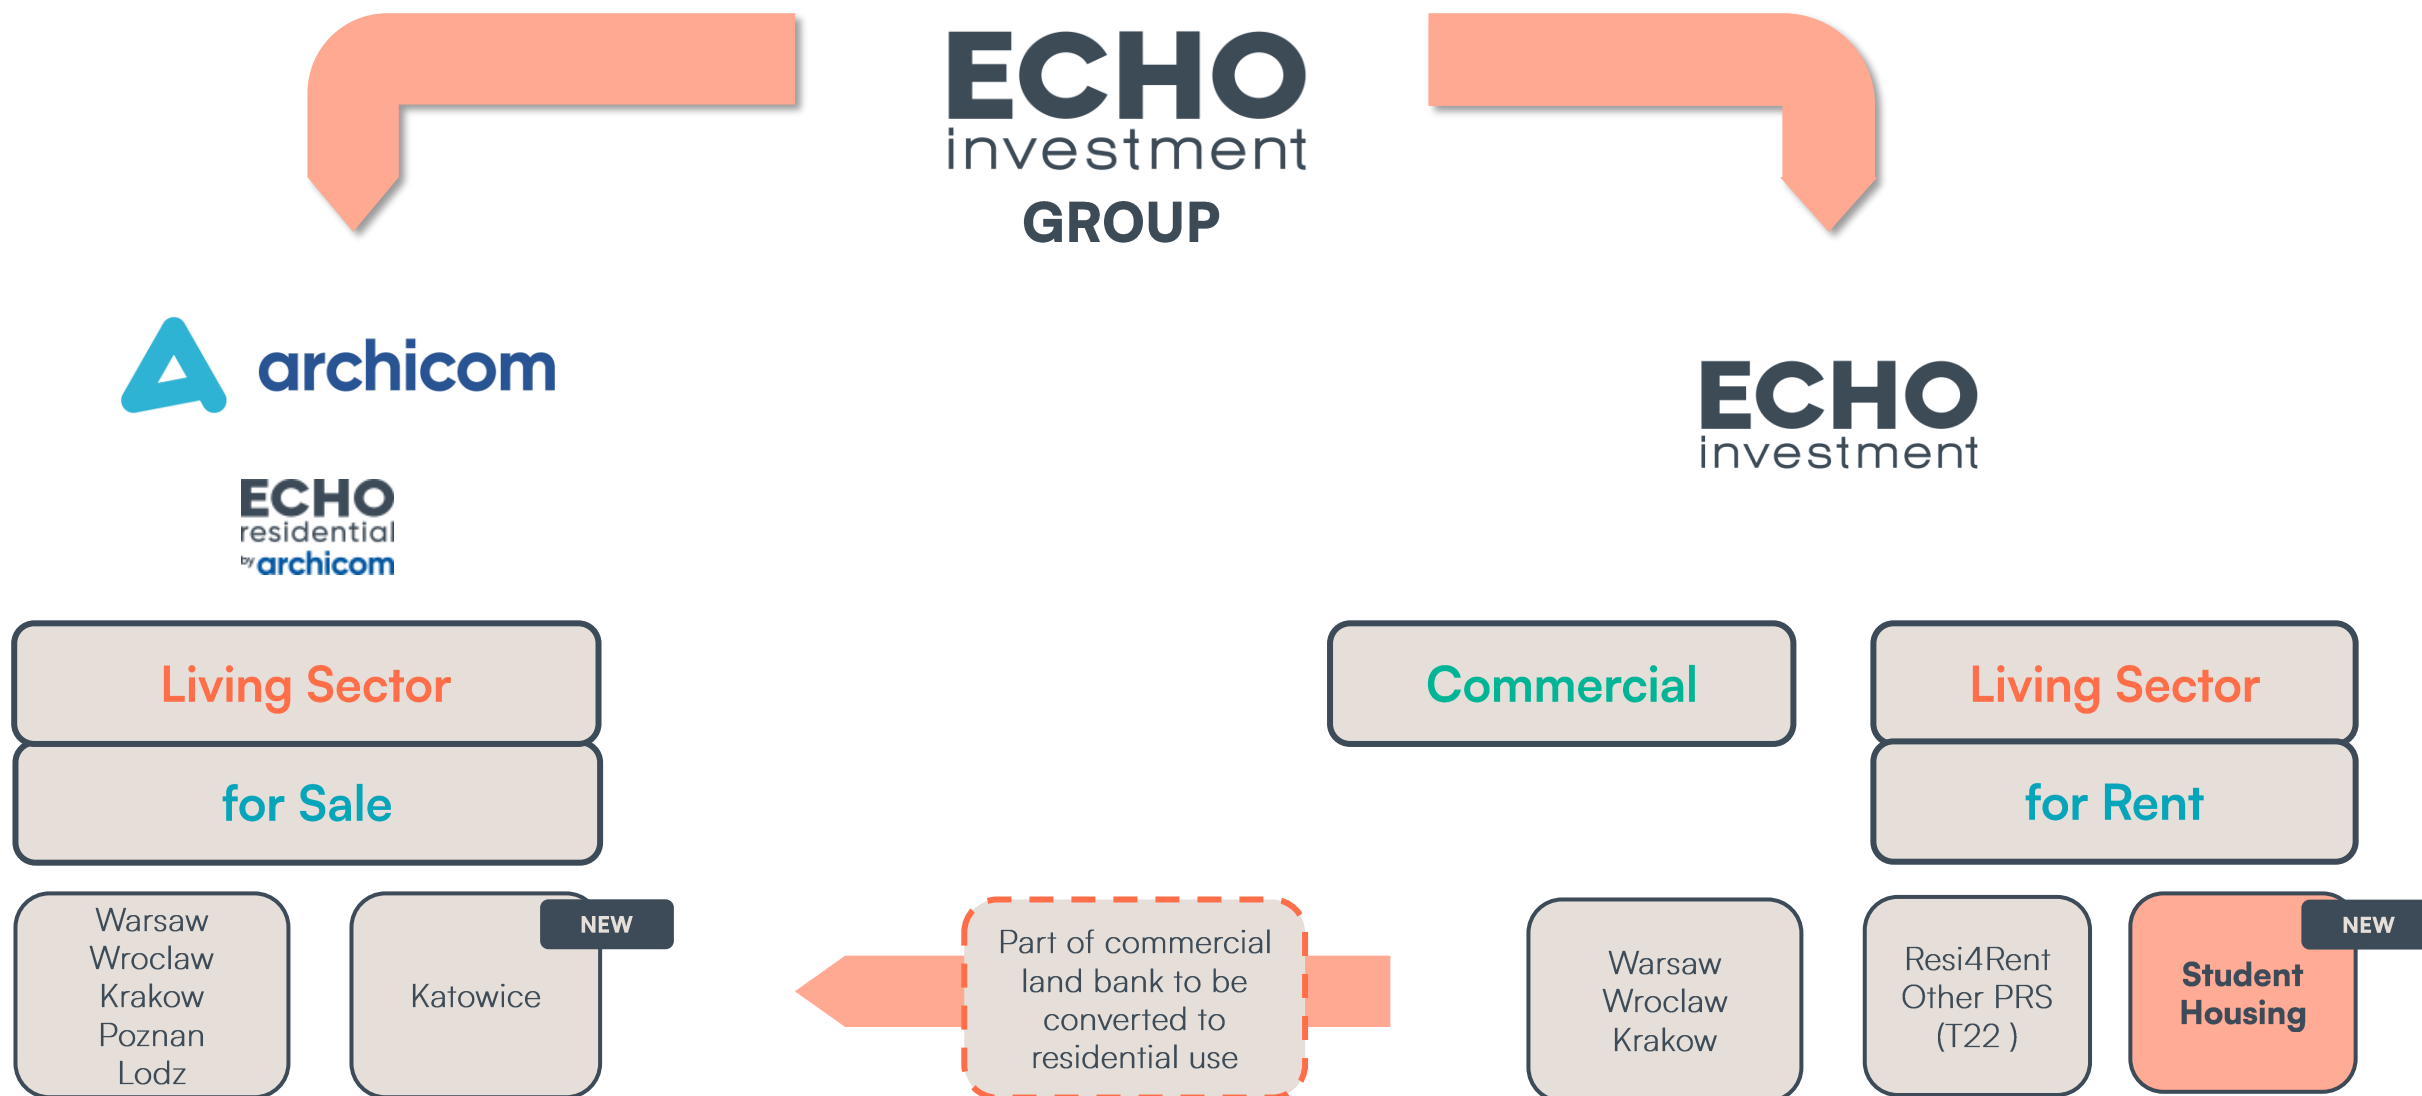 ECHO
investment
GROUP
archicom
ECHO
residential
by archicom
ECHO
investment
Living Sector
for Sale
Commercial
Living Sector
for Rent
Warsaw
Wroclaw
Krakow
Poznan
Lodz
NEW
Katowice
Part of commercial
land bank to be
converted to
residential use
Warsaw
Wroclaw
Krakow
Resi4Rent
Other PRS
(T22 )
NEW
Student
Housing